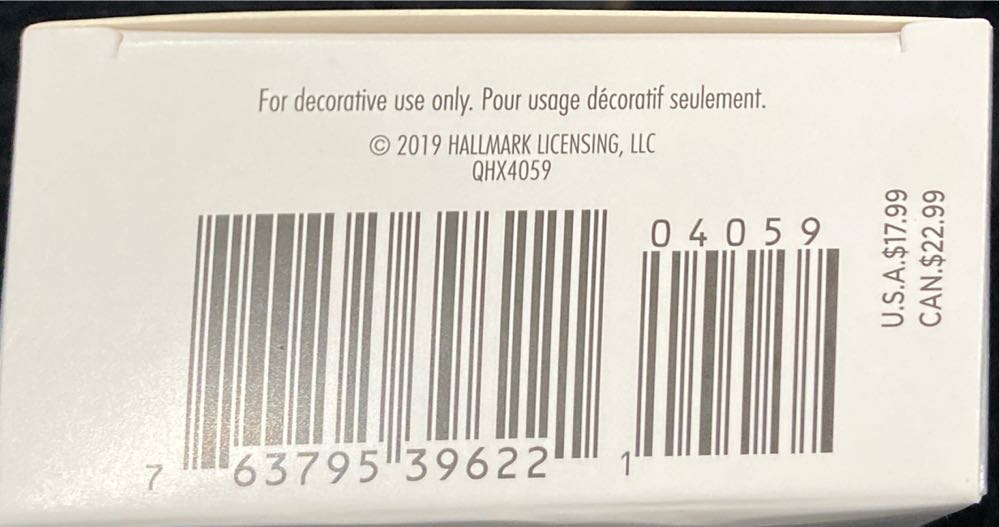 For decorative use only. Pour usage décoratif seulement.
© 2019 HALLMARK LICENSING, LLC
QHX4059
04059
7 63795 39622 1
U.S.A.$17.99
CAN.$22.99